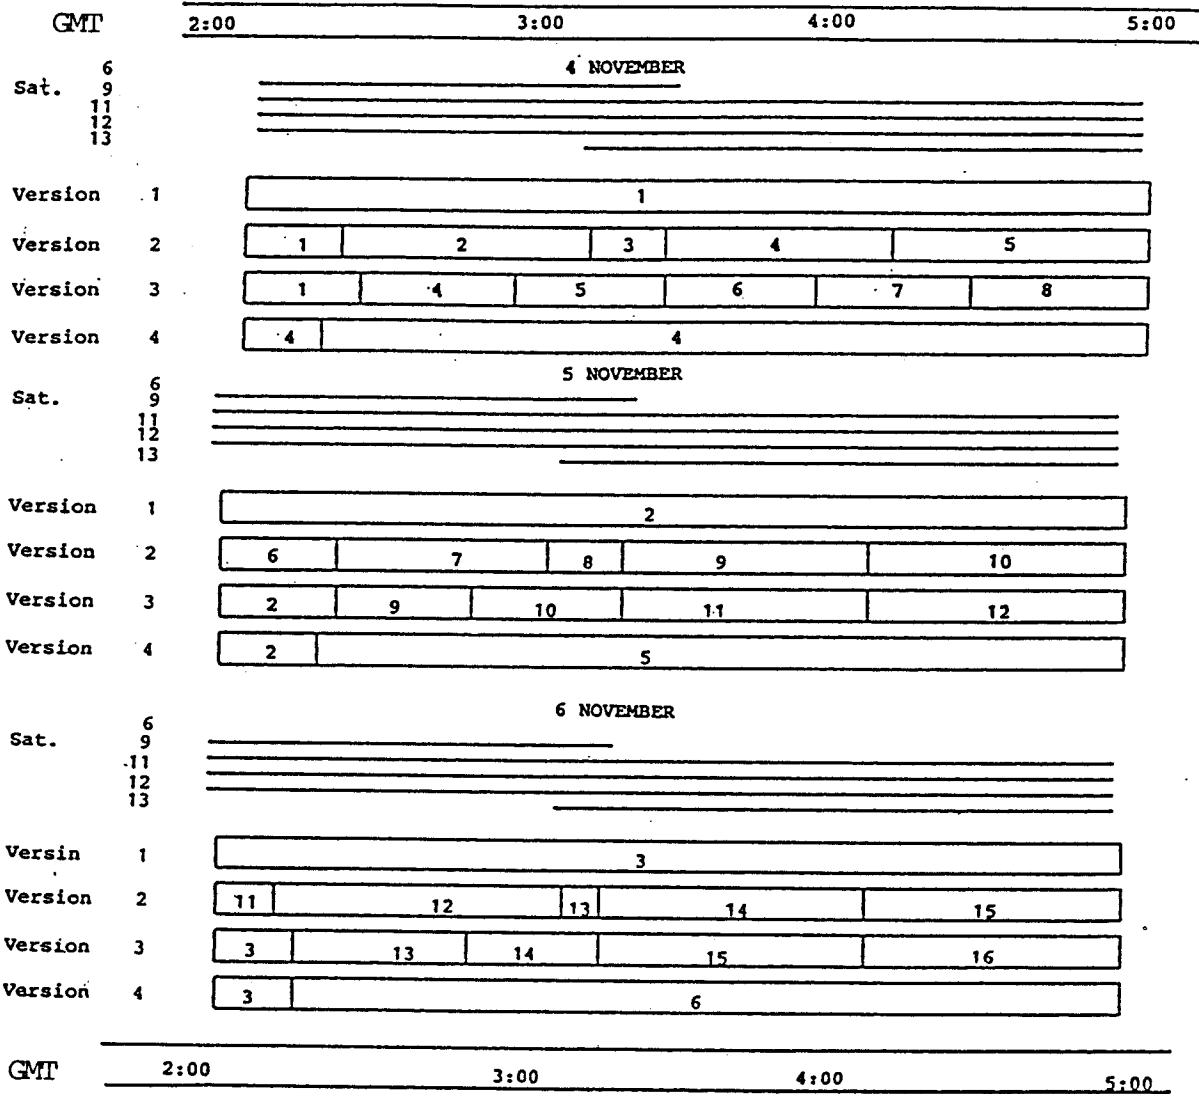 GMT 2:00 3:00 4:00 5:00
4 NOVEMBER
6
Sat. 9
11
12
13
Version 1 1
Version 2 1 2 3 4 5
Version 3 1 4 5 6 7 8
Version 4 4 4
5 NOVEMBER
6
Sat. 9
11
12
13
Version 1 2
Version 2 6 7 8 9 10
Version 3 2 9 10 11 12
Version 4 2 5
6 NOVEMBER
6
Sat. 9
11
12
13
Versin 1 3
Version 2 11 12 13 14 15
Version 3 3 13 14 15 16
Version 4 3 6
GMT 2:00 3:00 4:00 5:00